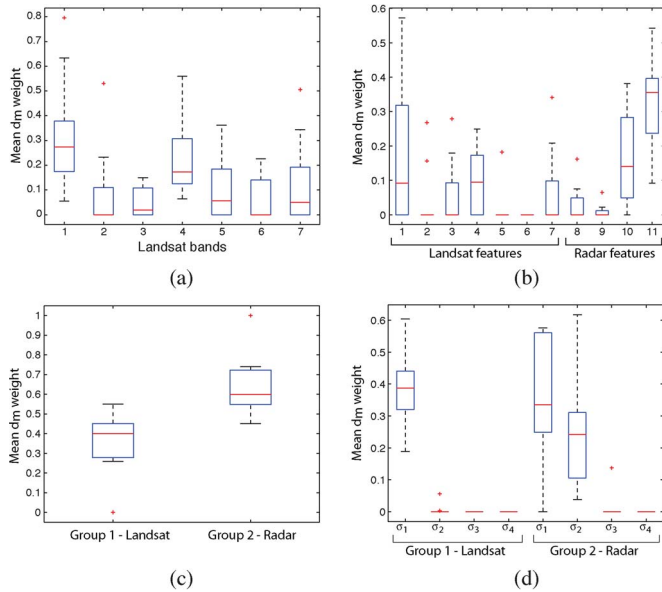 0.8
0.7
0.6
0.5
0.4
0.3
0.2
0.1
0
Mean dm weight
1 2 3 4 5 6 7
Landsat bands
(a)
0.6
0.5
0.4
0.3
0.2
0.1
0
Mean dm weight
1 2 3 4 5 6 7 8 9 10 11
Landsat features Radar features
(b)
1
0.9
0.8
0.7
0.6
0.5
0.4
0.3
0.2
0.1
0
Mean dm weight
Group 1 - Landsat Group 2 - Radar
(c)
0.6
0.5
0.4
0.3
0.2
0.1
0
Mean dm weight
σ1 σ2 σ3 σ4 σ1 σ2 σ3 σ4
Group 1 - Landsat Group 2 - Radar
(d)